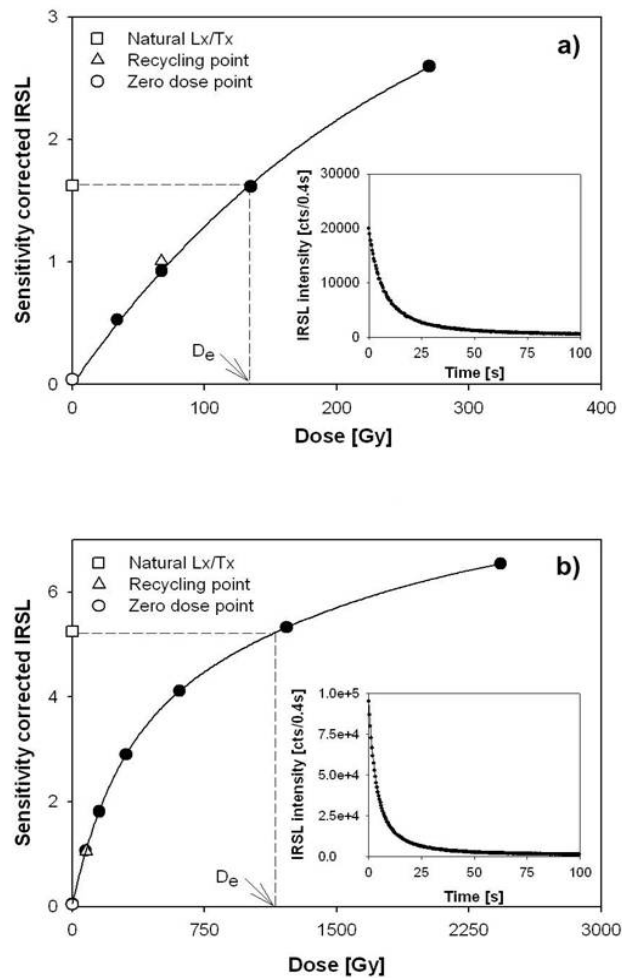 3
2
1
0
Sensitivity corrected IRSL
□ Natural Lx/Tx
△ Recycling point
○ Zero dose point
a)
30000
20000
10000
0
IRSL intensity [cts/0.4s]
0 25 50 75 100
Time [s]
De
0 100 200 300 400
Dose [Gy]
6
4
2
0
Sensitivity corrected IRSL
□ Natural Lx/Tx
△ Recycling point
○ Zero dose point
b)
1.0e+5
7.5e+4
5.0e+4
2.5e+4
0.0
IRSL intensity [cts/0.4s]
0 25 50 75 100
Time [s]
De
0 750 1500 2250 3000
Dose [Gy]